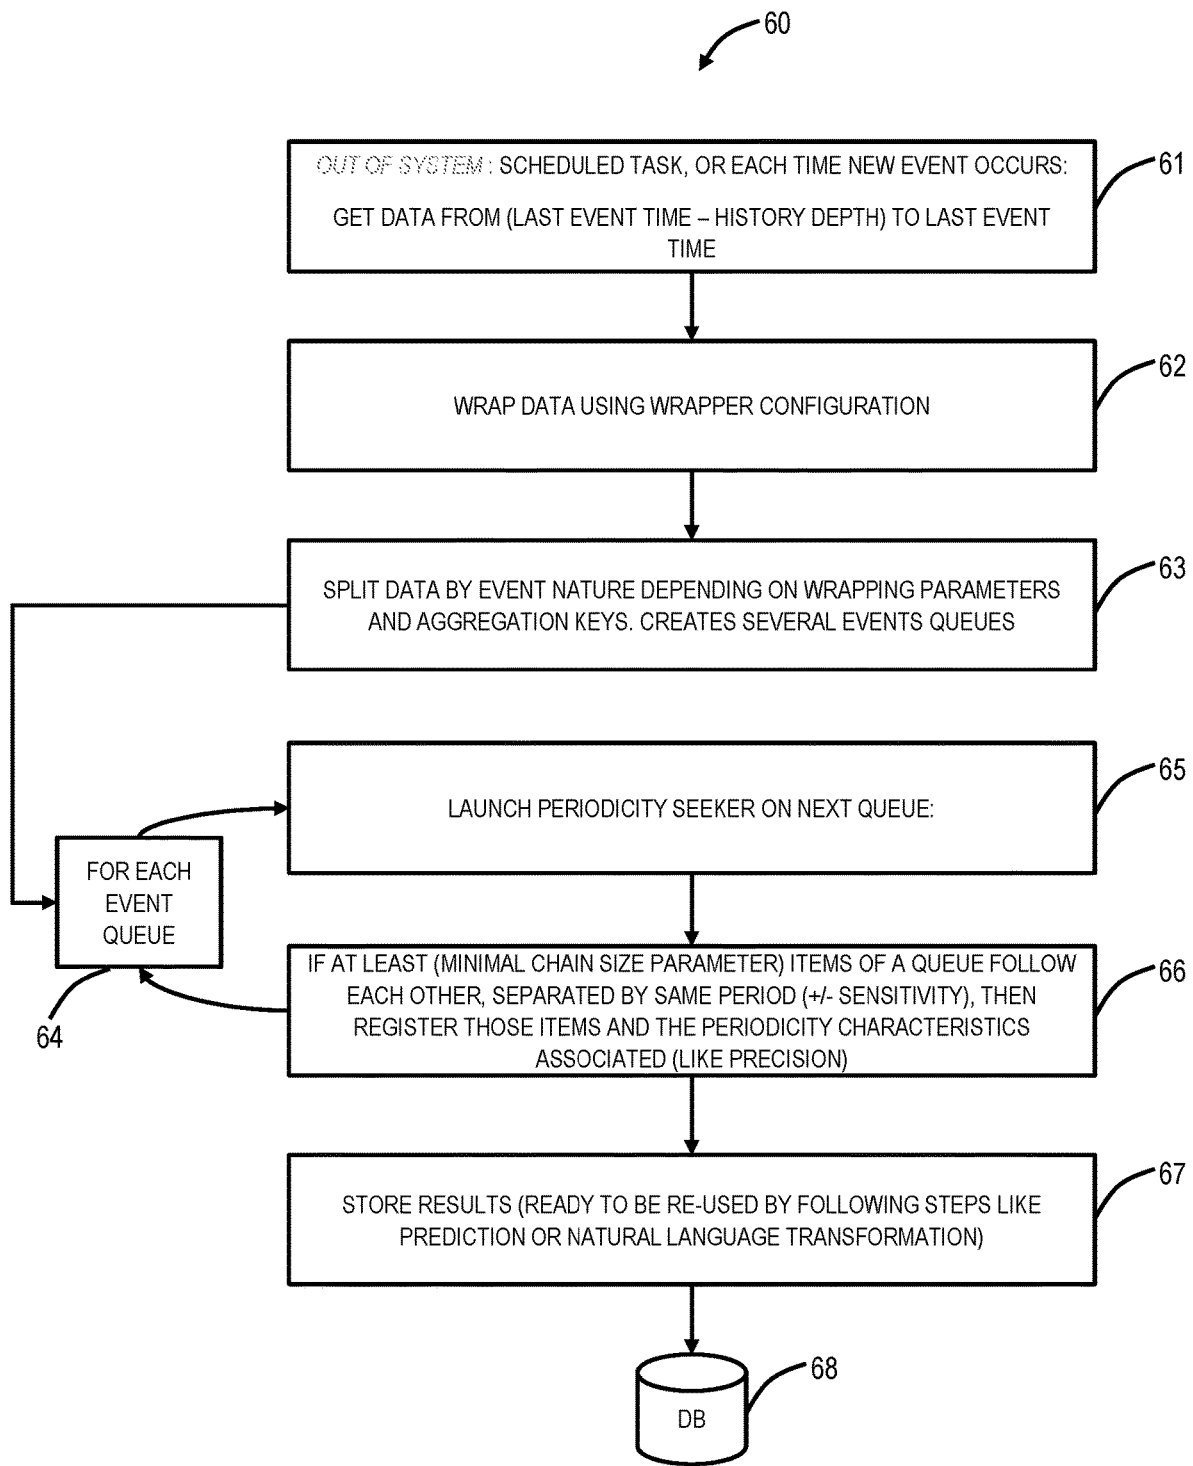 60
OUT OF SYSTEM : SCHEDULED TASK, OR EACH TIME NEW EVENT OCCURS:
GET DATA FROM (LAST EVENT TIME – HISTORY DEPTH) TO LAST EVENT
TIME
61
WRAP DATA USING WRAPPER CONFIGURATION
62
SPLIT DATA BY EVENT NATURE DEPENDING ON WRAPPING PARAMETERS
AND AGGREGATION KEYS. CREATES SEVERAL EVENTS QUEUES
63
FOR EACH
EVENT
QUEUE
64
LAUNCH PERIODICITY SEEKER ON NEXT QUEUE:
65
IF AT LEAST (MINIMAL CHAIN SIZE PARAMETER) ITEMS OF A QUEUE FOLLOW
EACH OTHER, SEPARATED BY SAME PERIOD (+/- SENSITIVITY), THEN
REGISTER THOSE ITEMS AND THE PERIODICITY CHARACTERISTICS
ASSOCIATED (LIKE PRECISION)
66
STORE RESULTS (READY TO BE RE-USED BY FOLLOWING STEPS LIKE
PREDICTION OR NATURAL LANGUAGE TRANSFORMATION)
67
DB
68